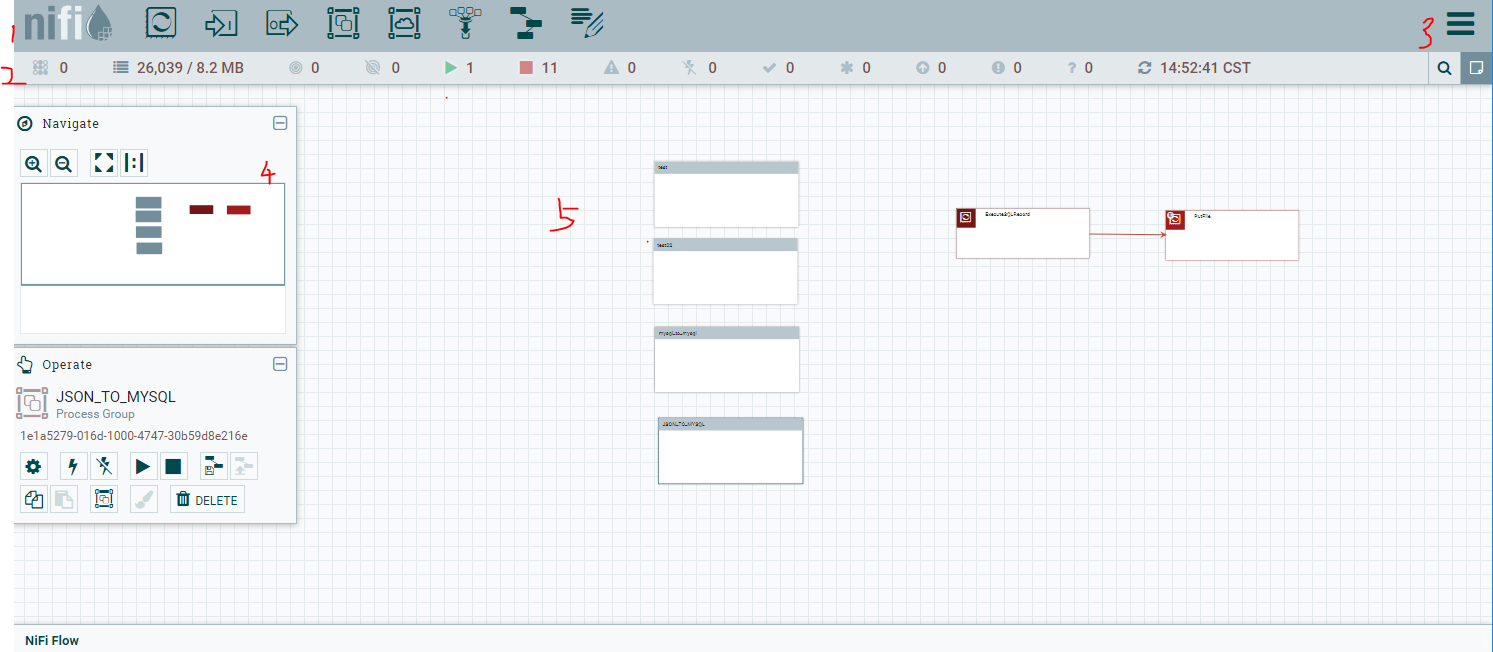 1
nifi
3
2
0
26,039 / 8.2 MB
0
0
1
11
0
0
0
0
0
0
? 0
14:52:41 CST
Navigate
4
5
test
test02
mysql_to_mysql
JSON_TO_MYSQL
ExecuteSQLRecord
PutFile
Operate
JSON_TO_MYSQL
Process Group
1e1a5279-016d-1000-4747-30b59d8e216e
DELETE
NiFi Flow